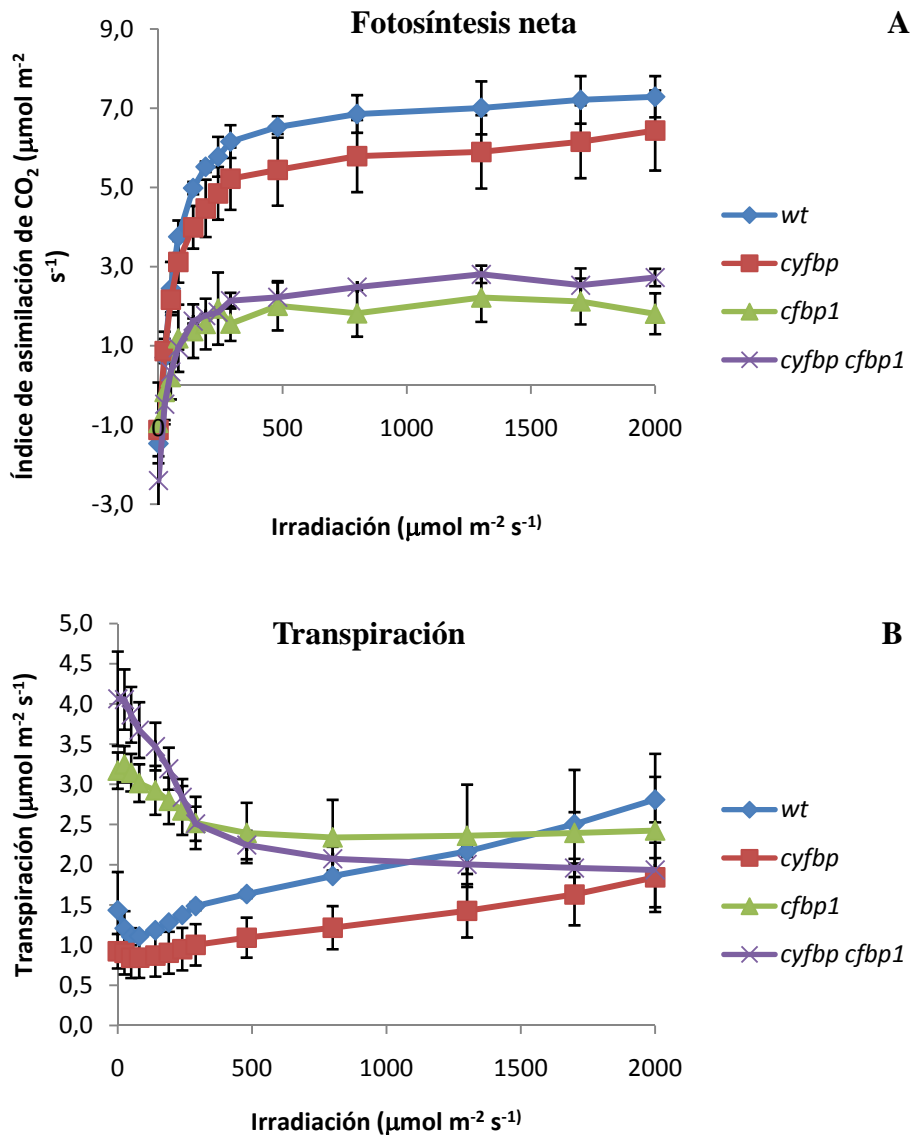 Fotosíntesis neta
A
Índice de asimilación de CO₂ (μmol m⁻²
s⁻¹)
9,0
7,0
5,0
3,0
1,0
-1,0
-3,0
0
500
1000
1500
2000
Irradiación (μmol m⁻² s⁻¹)
wt
cyfbp
cfbp1
cyfbp cfbp1
Transpiración
B
Transpiración (μmol m⁻² s⁻¹)
5,0
4,5
4,0
3,5
3,0
2,5
2,0
1,5
1,0
0,5
0,0
0
500
1000
1500
2000
Irradiación (μmol m⁻² s⁻¹)
wt
cyfbp
cfbp1
cyfbp cfbp1